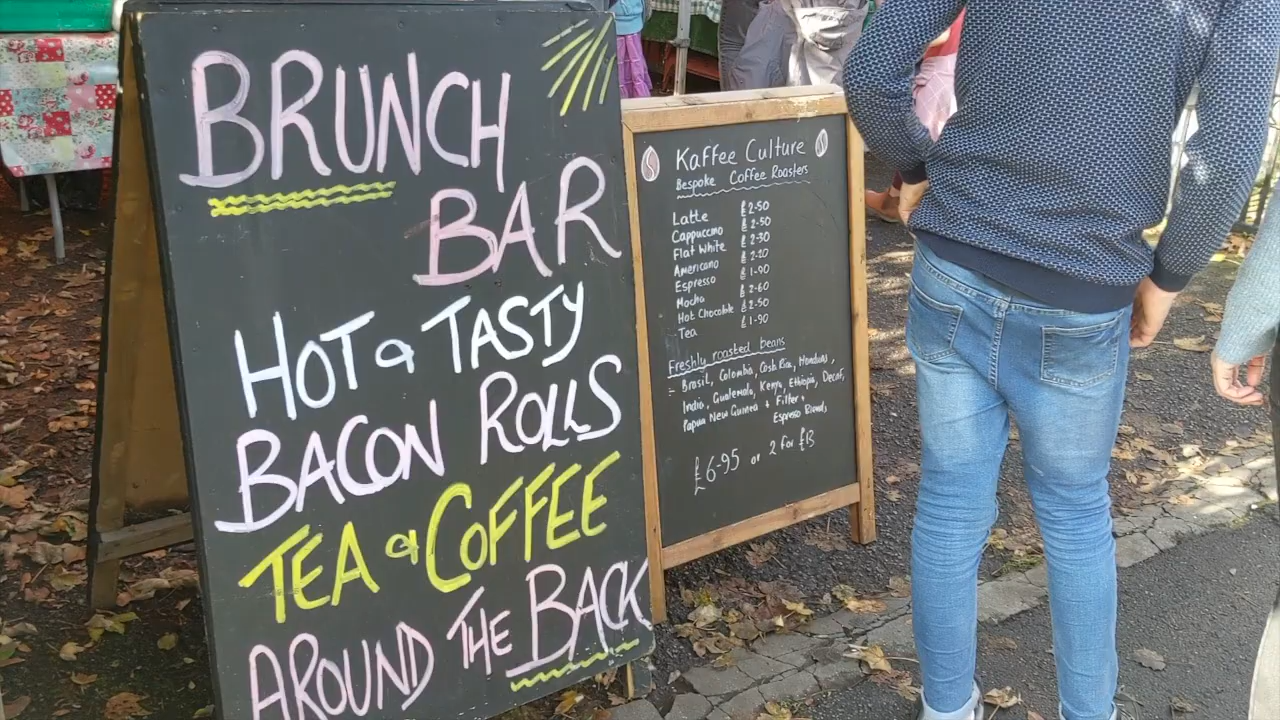 BRUNCH
BAR
HOT & TASTY
BACON ROLLS
TEA & COFFEE
AROUND THE BACK
Kaffee Culture
Bespoke Coffee Roasters
Latte £2-50
Cappuccino £2-50
Flat White £2-30
Americano £2-20
Espresso £1-90
Mocha £2-60
Hot Chocolate £2-50
Tea £1-90
Freshly roasted beans
- Brasil, Colombia, Costa Rica, Honduras,
India, Guatemala, Kenya, Ethiopia, Decaf,
Papua New Guinea + Filter +
Espresso Blends
£6-95 or 2 for £13